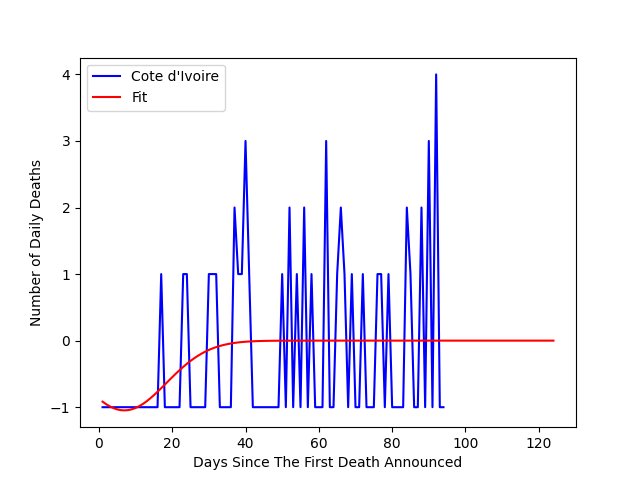 Cote d'Ivoire
Fit
Number of Daily Deaths
4
3
2
1
0
−1
0 20 40 60 80 100 120
Days Since The First Death Announced